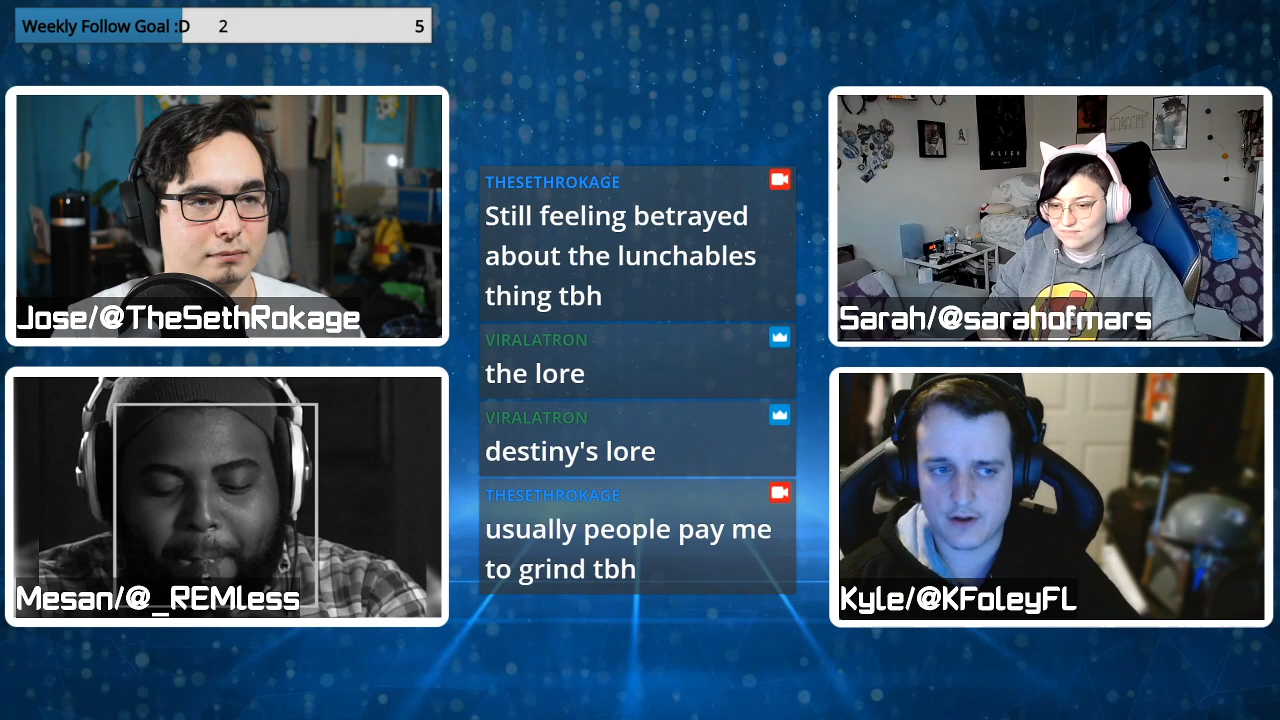 Weekly Follow Goal :D 2 5
Jose/@TheSethRokage
THESETHROKAGE
Still feeling betrayed
about the lunchables
thing tbh
VIRALATRON
the lore
VIRALATRON
destiny's lore
THESETHROKAGE
usually people pay me
to grind tbh
ALIEN
Sarah/@sarahofmars
Mesan/@_REMless
Kyle/@KFoleyFL